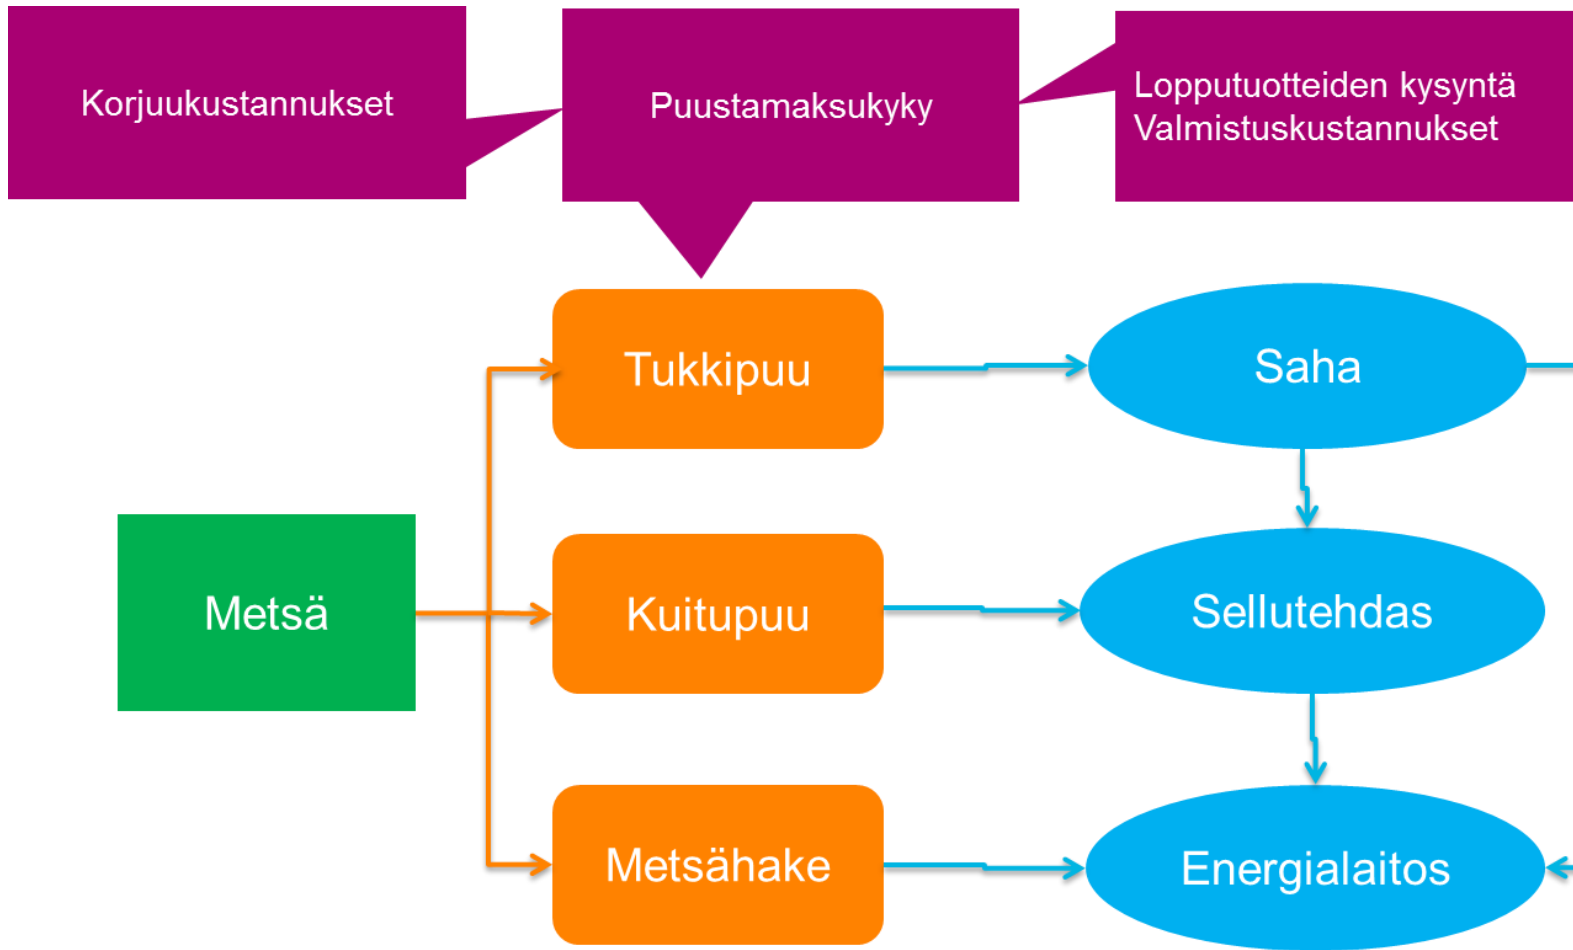 Korjuukustannukset
Puustamaksukyky
Lopputuotteiden kysyntä
Valmistuskustannukset
Tukkipuu
Saha
Metsä
Kuitupuu
Sellutehdas
Metsähake
Energialaitos